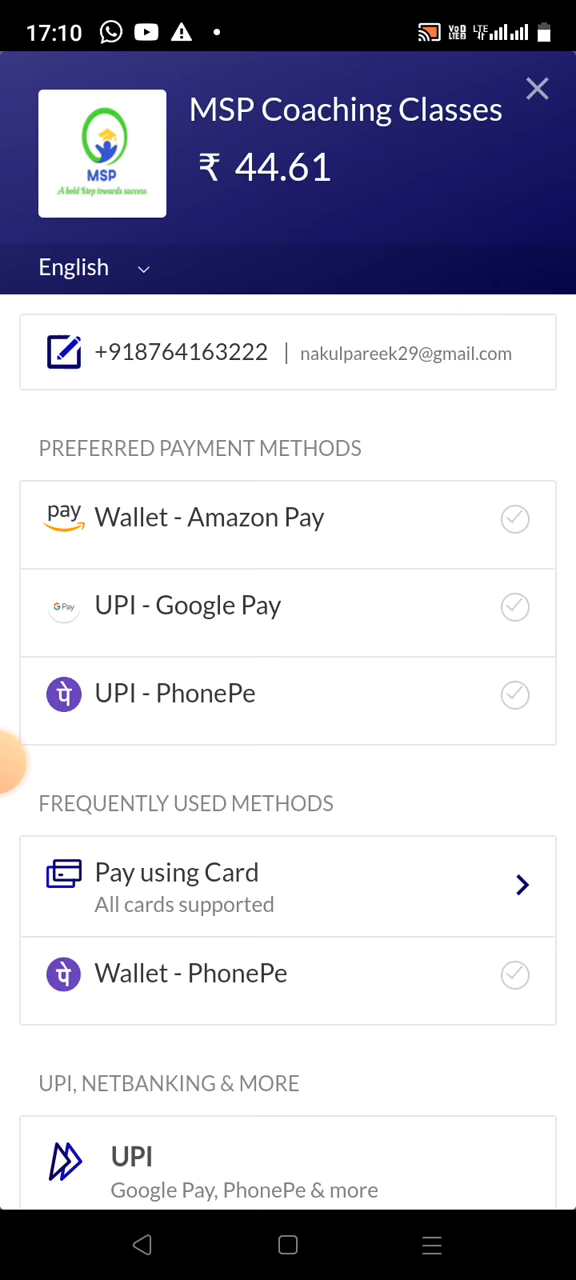 17:10
MSP Coaching Classes
₹ 44.61
MSP
A bold Step towards success
English
+918764163222 | nakulpareek29@gmail.com
PREFERRED PAYMENT METHODS
pay Wallet - Amazon Pay
G Pay UPI - Google Pay
पे UPI - PhonePe
FREQUENTLY USED METHODS
Pay using Card
All cards supported
पे Wallet - PhonePe
UPI, NETBANKING & MORE
UPI
Google Pay, PhonePe & more